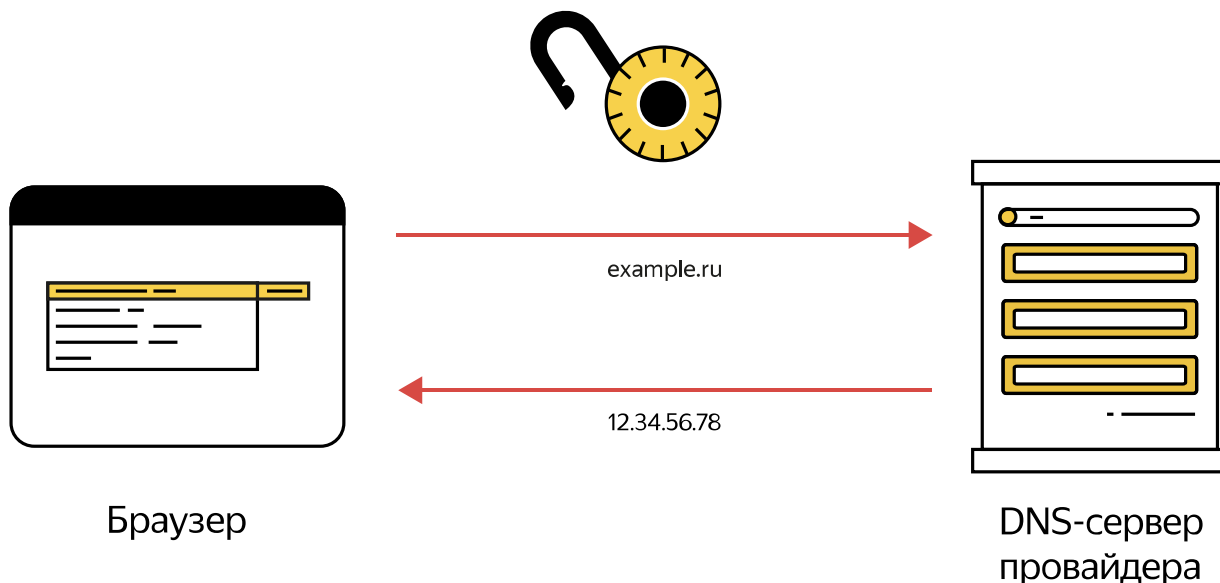 example.ru
12.34.56.78
Браузер
DNS-сервер
провайдера